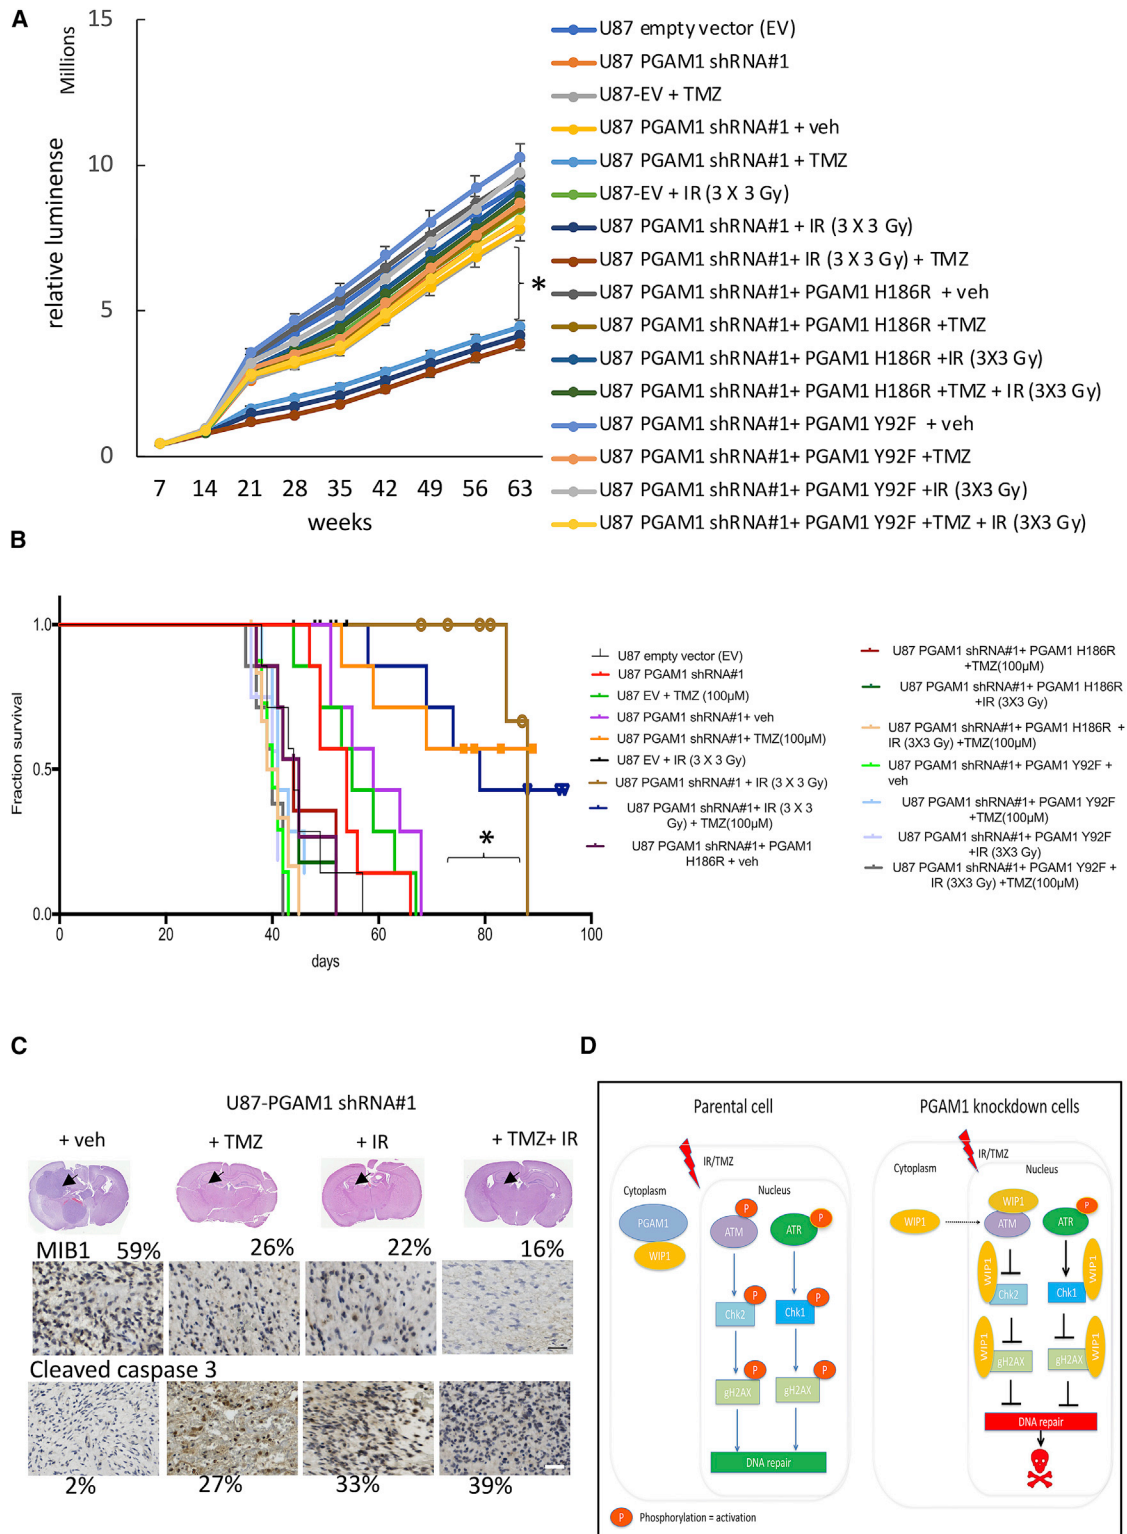 A
Millions
relative luminense
15
10
5
0
7 14 21 28 35 42 49 56 63
weeks
U87 empty vector (EV)
U87 PGAM1 shRNA#1
U87-EV + TMZ
U87 PGAM1 shRNA#1 + veh
U87 PGAM1 shRNA#1 + TMZ
U87-EV + IR (3 X 3 Gy)
U87 PGAM1 shRNA#1 + IR (3 X 3 Gy)
U87 PGAM1 shRNA#1+ IR (3 X 3 Gy) + TMZ
U87 PGAM1 shRNA#1+ PGAM1 H186R + veh
U87 PGAM1 shRNA#1+ PGAM1 H186R +TMZ
U87 PGAM1 shRNA#1+ PGAM1 H186R +IR (3X3 Gy)
U87 PGAM1 shRNA#1+ PGAM1 H186R +TMZ + IR (3X3 Gy)
U87 PGAM1 shRNA#1+ PGAM1 Y92F + veh
U87 PGAM1 shRNA#1+ PGAM1 Y92F +TMZ
U87 PGAM1 shRNA#1+ PGAM1 Y92F +IR (3X3 Gy)
U87 PGAM1 shRNA#1+ PGAM1 Y92F +TMZ + IR (3X3 Gy)
*
B
Fraction survival
1.0
0.5
0.0
0 20 40 60 80 100
days
*
U87 empty vector (EV)
U87 PGAM1 shRNA#1
U87 EV + TMZ (100µM)
U87 PGAM1 shRNA#1+ veh
U87 PGAM1 shRNA#1+ TMZ(100µM)
U87 EV + IR (3 X 3 Gy)
U87 PGAM1 shRNA#1 + IR (3 X 3 Gy)
U87 PGAM1 shRNA#1+ IR (3 X 3
Gy) + TMZ(100µM)
U87 PGAM1 shRNA#1+ PGAM1
H186R + veh
U87 PGAM1 shRNA#1+ PGAM1 H186R
+TMZ(100µM)
U87 PGAM1 shRNA#1+ PGAM1 H186R
+IR (3X3 Gy)
U87 PGAM1 shRNA#1+ PGAM1 H186R +
IR (3X3 Gy) +TMZ(100µM)
U87 PGAM1 shRNA#1+ PGAM1 Y92F +
veh
U87 PGAM1 shRNA#1+ PGAM1 Y92F
+TMZ(100µM)
U87 PGAM1 shRNA#1+ PGAM1 Y92F
+IR (3X3 Gy)
U87 PGAM1 shRNA#1+ PGAM1 Y92F +
IR (3X3 Gy) +TMZ(100µM)
C
U87-PGAM1 shRNA#1
+ veh + TMZ + IR + TMZ+ IR
MIB1 59% 26% 22% 16%
Cleaved caspase 3
2% 27% 33% 39%
D
Parental cell
IR/TMZ
Cytoplasm
Nucleus
PGAM1
WIP1
P
ATM
P
ATR
P
Chk2
P
Chk1
P
gH2AX
P
gH2AX
DNA repair
P Phosphorylation = activation
PGAM1 knockdown cells
IR/TMZ
Cytoplasm
Nucleus
WIP1
WIP1
ATM
P
ATR
WIP1
Chk2
Chk1
WIP1
WIP1
gH2AX
gH2AX
WIP1
DNA repair